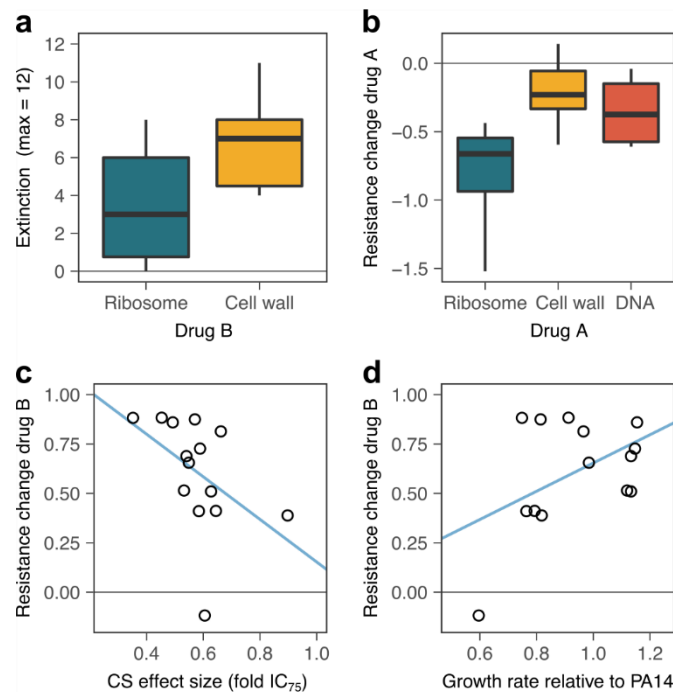 a
Extinction (max = 12)
12
10
8
6
4
2
0
Ribosome Cell wall
Drug B
b
Resistance change drug A
0.0
−0.5
−1.0
−1.5
Ribosome Cell wall DNA
Drug A
c
Resistance change drug B
1.00
0.75
0.50
0.25
0.00
0.4 0.6 0.8 1.0
CS effect size (fold IC75)
d
Resistance change drug B
1.00
0.75
0.50
0.25
0.00
0.6 0.8 1.0 1.2
Growth rate relative to PA14